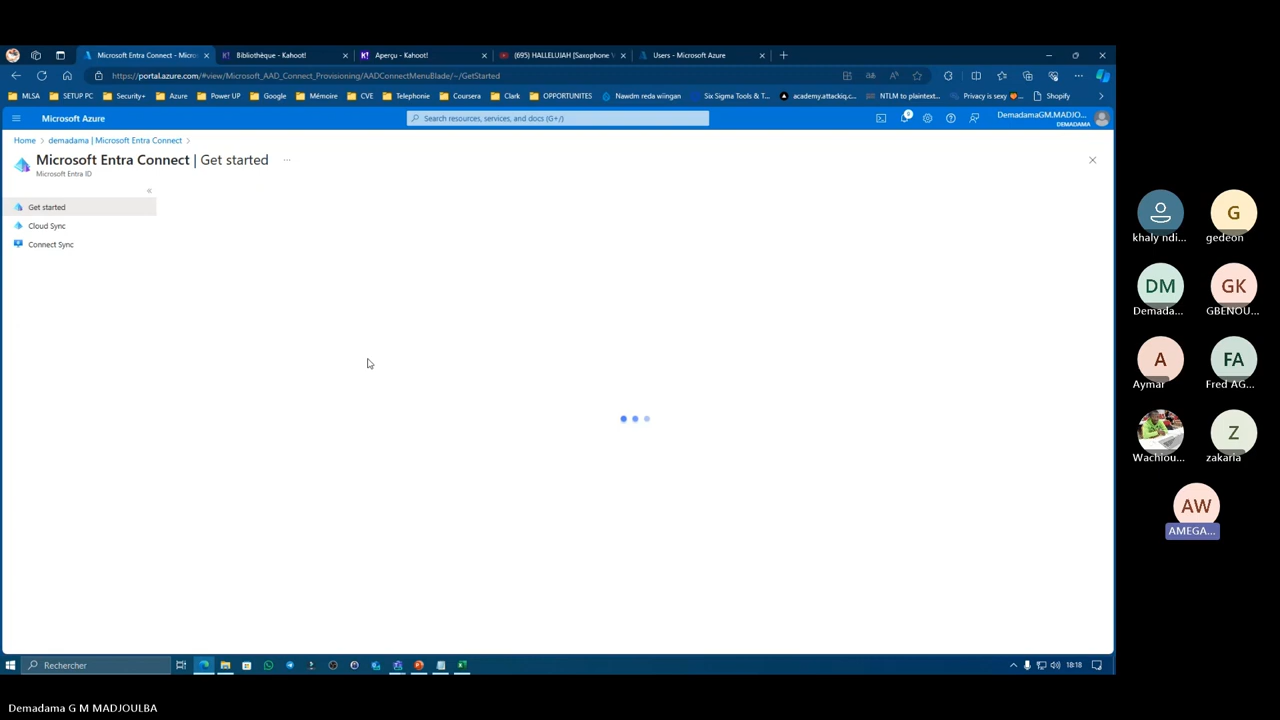 Microsoft Entra Connect - Micro
Bibliothèque - Kahoot!
Aperçu - Kahoot!
(695) HALLELUJAH [Saxophone
Users - Microsoft Azure
https://portal.azure.com/#view/Microsoft_AAD_Connect_Provisioning/AADConnectMenuBlade/~/GetStarted
MLSA
SETUP PC
Security+
Azure
Power UP
Google
Mémoire
CVE
Telephonie
Coursera
Clark
OPPORTUNITES
Nawdm reda wiingan
Six Sigma Tools & T...
academy.attackiq.c...
NTLM to plaintext...
Privacy is sexy
Shopify
Microsoft Azure
Search resources, services, and docs (G+/)
DemadamaGM.MADJO...
DEMADAMA
Home > demadama | Microsoft Entra Connect >
Microsoft Entra Connect | Get started ...
Microsoft Entra ID
Get started
Cloud Sync
Connect Sync
khaly ndi...
G
gedeon
DM
Demada...
GK
GBENOU...
A
Aymar
FA
Fred AG...
Wachiou...
Z
zakaria
AW
AMEGA...
Rechercher
18:18
Demadama G M MADJOULBA